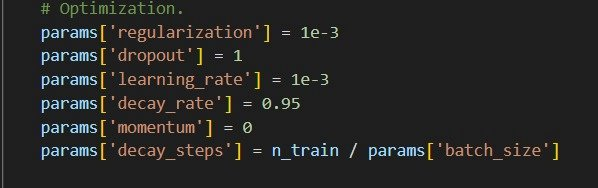 # Optimization.
params['regularization'] = 1e-3
params['dropout'] = 1
params['learning_rate'] = 1e-3
params['decay_rate'] = 0.95
params['momentum'] = 0
params['decay_steps'] = n_train / params['batch_size']